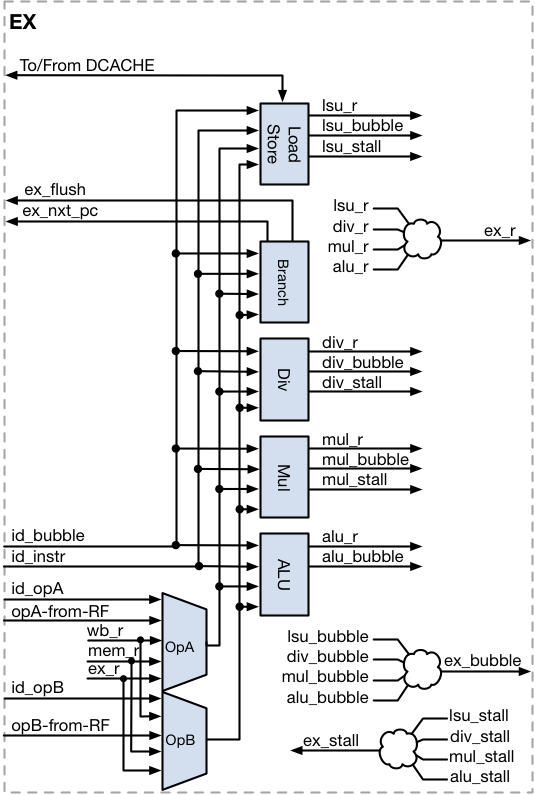 EX
To/From DCACHE
Load
Store
lsu_r
lsu_bubble
lsu_stall
ex_flush
ex_nxt_pc
Branch
lsu_r
div_r
mul_r
alu_r
ex_r
Div
div_r
div_bubble
div_stall
Mul
mul_r
mul_bubble
mul_stall
id_bubble
id_instr
ALU
alu_r
alu_bubble
id_opA
opA-from-RF
wb_r
mem_r
ex_r
OpA
id_opB
opB-from-RF
OpB
lsu_bubble
div_bubble
mul_bubble
alu_bubble
ex_bubble
ex_stall
lsu_stall
div_stall
mul_stall
alu_stall